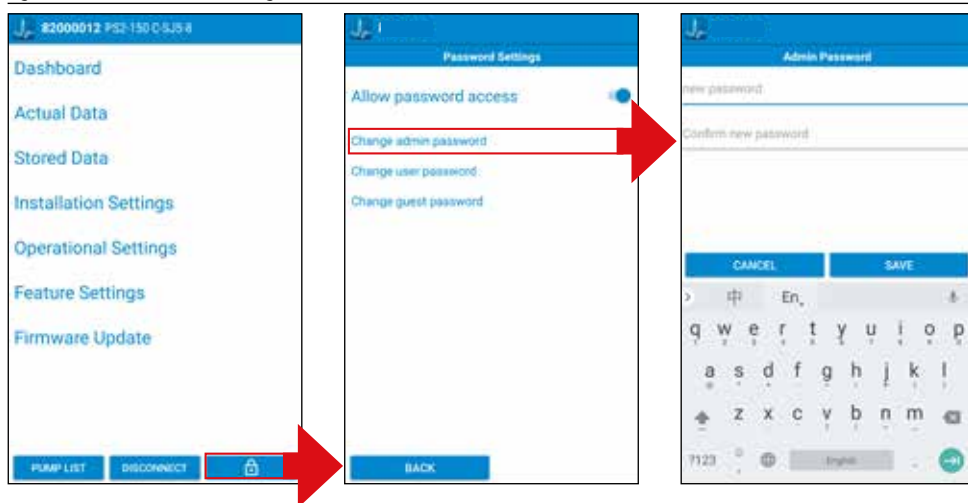 82000012 PS2-150 C-SJ5-8
Dashboard
Actual Data
Stored Data
Installation Settings
Operational Settings
Feature Settings
Firmware Update
PUMP LIST
DISCONNECT
Password Settings
Allow password access
Change admin password
Change user password
Change guest password
BACK
Admin Password
new password
Confirm new password
CANCEL
SAVE
中
En
q w e r t y u i o p
a s d f g h j k l
z x c v b n m
?123
English